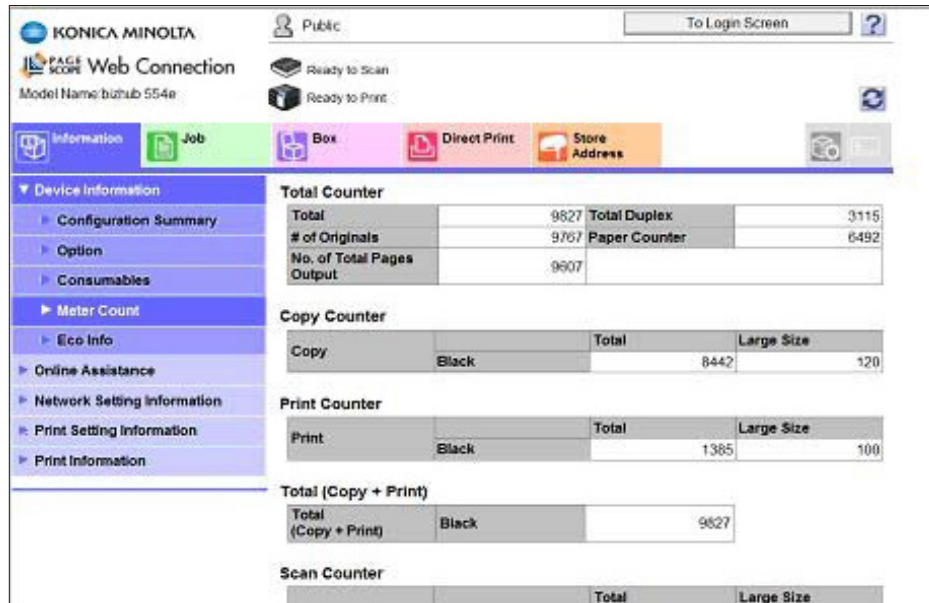 KONICA MINOLTA
Public
To Login Screen
?
PAGE SCOPE Web Connection
Ready to Scan
Model Name:bizhub 554e
Ready to Print
Information
Job
Box
Direct Print
Store
Address
Device Information
Configuration Summary
Option
Consumables
Meter Count
Eco Info
Online Assistance
Network Setting Information
Print Setting Information
Print Information
Total Counter
Total 9827 Total Duplex 3115
# of Originals 9767 Paper Counter 6492
No. of Total Pages
Output 9607
Copy Counter
Total Large Size
Copy Black 8442 120
Print Counter
Total Large Size
Print Black 1385 100
Total (Copy + Print)
Total
(Copy + Print) Black 9827
Scan Counter
Total Large Size